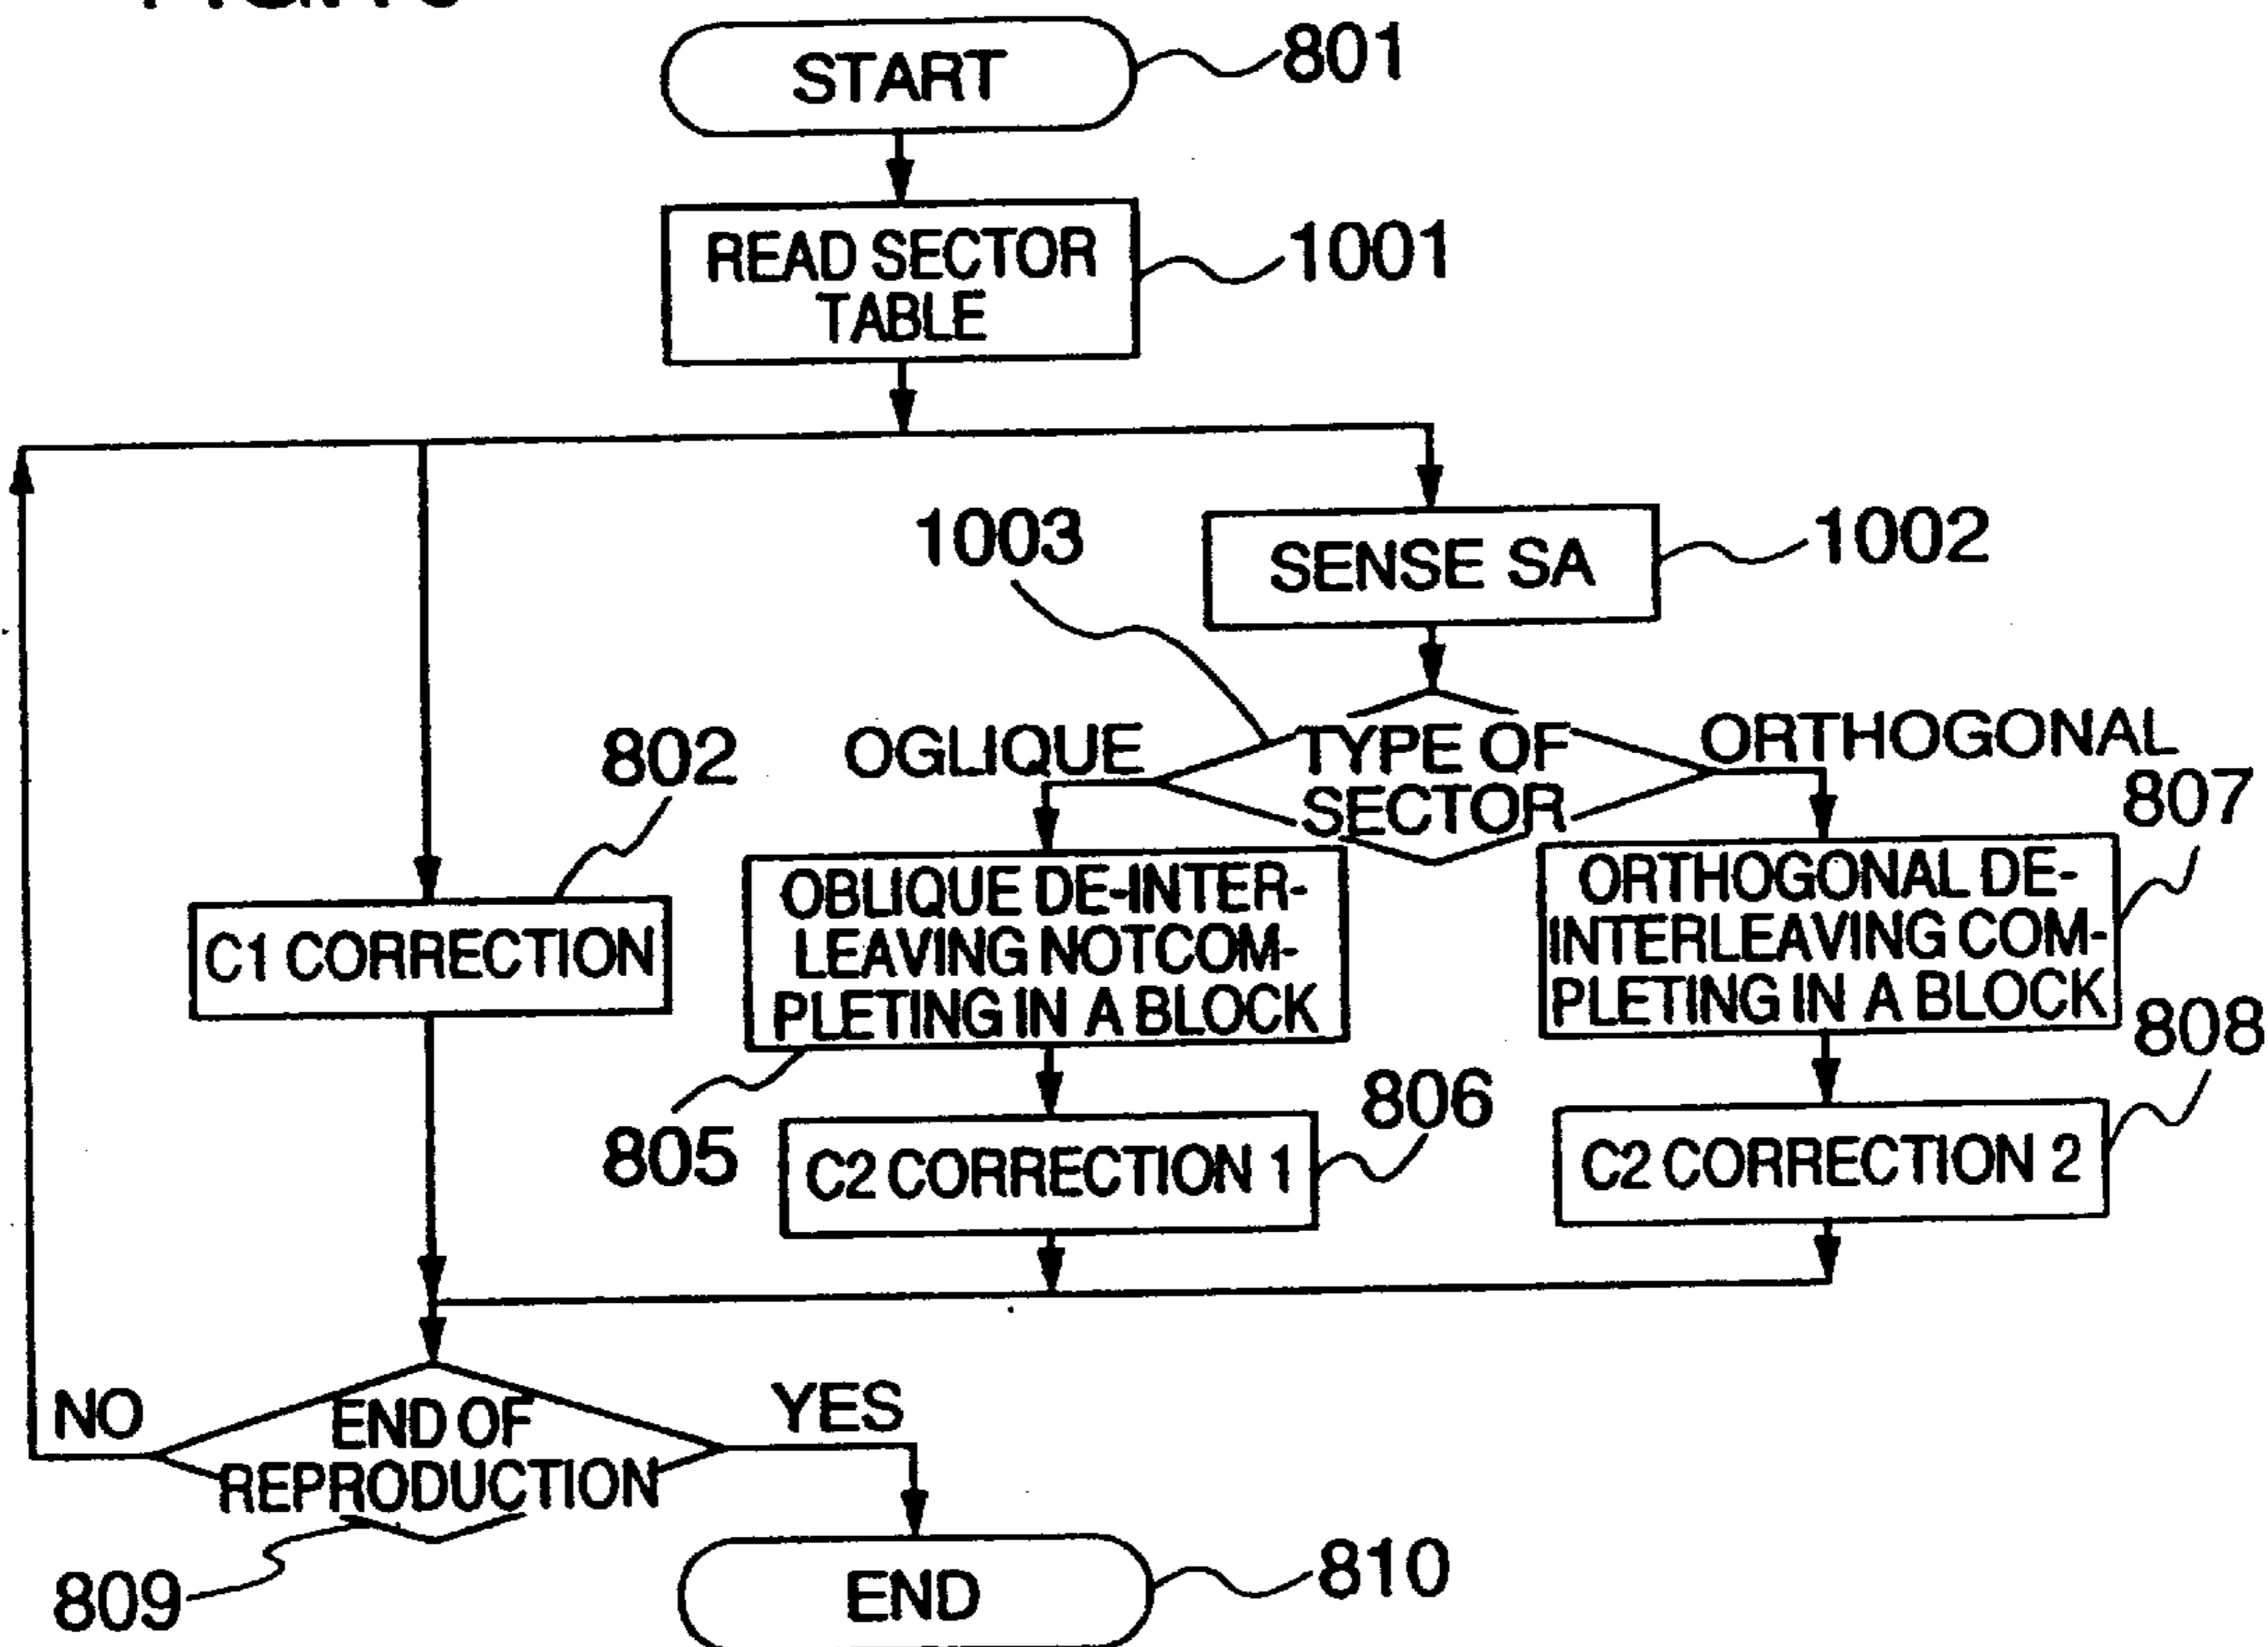 START
801
READ SECTOR
TABLE
1001
1003
SENSE SA
1002
802
OGLIQUE
TYPE OF
SECTOR
ORTHOGONAL
807
C1 CORRECTION
OBLIQUE DE-INTER-
LEAVING NOTCOM-
PLETING IN A BLOCK
ORTHOGONAL DE-
INTERLEAVING COM-
PLETING IN A BLOCK
808
805
C2 CORRECTION 1
806
C2 CORRECTION 2
NO
END OF
REPRODUCTION
YES
809
END
810